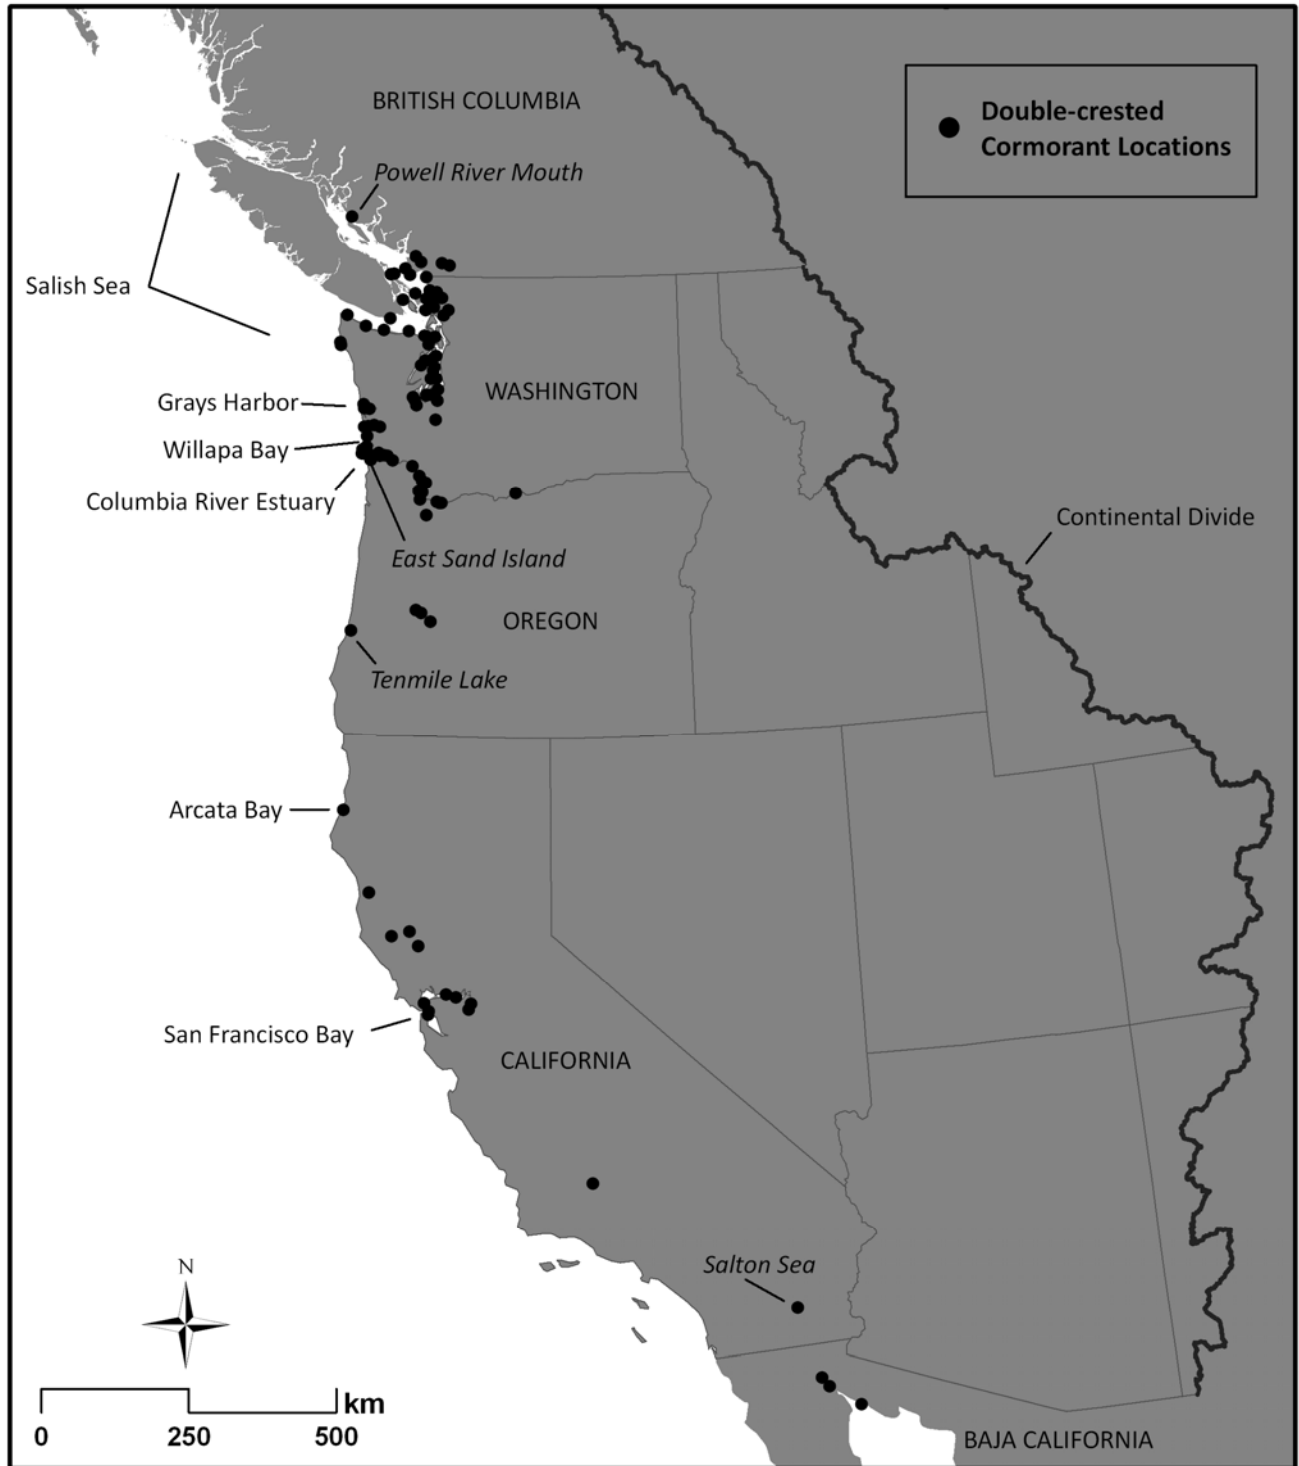 BRITISH COLUMBIA
Double-crested
Cormorant Locations
Powell River Mouth
Salish Sea
Grays Harbor
WASHINGTON
Willapa Bay
Columbia River Estuary
Continental Divide
East Sand Island
OREGON
Tenmile Lake
Arcata Bay
San Francisco Bay
CALIFORNIA
Salton Sea
N
km
0 250 500
BAJA CALIFORNIA